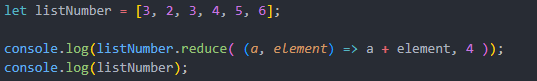 let listNumber = [3, 2, 3, 4, 5, 6];
console.log(listNumber.reduce( (a, element) => a + element, 4 ));
console.log(listNumber);